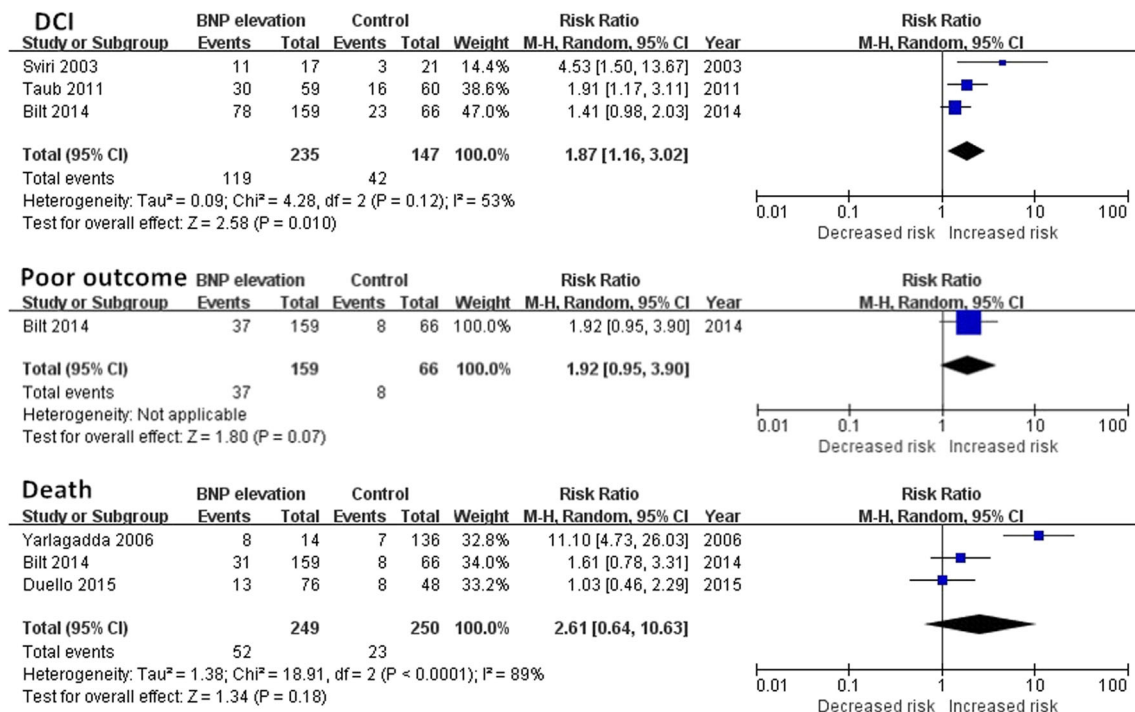 DCI BNP elevation Control Risk Ratio Risk Ratio
Study or Subgroup Events Total Events Total Weight M-H, Random, 95% CI Year M-H, Random, 95% CI
Sviri 2003 11 17 3 21 14.4% 4.53 [1.50, 13.67] 2003
Taub 2011 30 59 16 60 38.6% 1.91 [1.17, 3.11] 2011
Bilt 2014 78 159 23 66 47.0% 1.41 [0.98, 2.03] 2014
Total (95% CI) 235 147 100.0% 1.87 [1.16, 3.02]
Total events 119 42
Heterogeneity: Tau² = 0.09; Chi² = 4.28, df = 2 (P = 0.12); I² = 53%
Test for overall effect: Z = 2.58 (P = 0.010)
0.01 0.1 1 10 100
Decreased risk Increased risk
Poor outcome BNP elevation Control Risk Ratio Risk Ratio
Study or Subgroup Events Total Events Total Weight M-H, Random, 95% CI Year M-H, Random, 95% CI
Bilt 2014 37 159 8 66 100.0% 1.92 [0.95, 3.90] 2014
Total (95% CI) 159 66 100.0% 1.92 [0.95, 3.90]
Total events 37 8
Heterogeneity: Not applicable
Test for overall effect: Z = 1.80 (P = 0.07)
0.01 0.1 1 10 100
Decreased risk Increased risk
Death BNP elevation Control Risk Ratio Risk Ratio
Study or Subgroup Events Total Events Total Weight M-H, Random, 95% CI Year M-H, Random, 95% CI
Yarlagadda 2006 8 14 7 136 32.8% 11.10 [4.73, 26.03] 2006
Bilt 2014 31 159 8 66 34.0% 1.61 [0.78, 3.31] 2014
Duello 2015 13 76 8 48 33.2% 1.03 [0.46, 2.29] 2015
Total (95% CI) 249 250 100.0% 2.61 [0.64, 10.63]
Total events 52 23
Heterogeneity: Tau² = 1.38; Chi² = 18.91, df = 2 (P < 0.0001); I² = 89%
Test for overall effect: Z = 1.34 (P = 0.18)
0.01 0.1 1 10 100
Decreased risk Increased risk